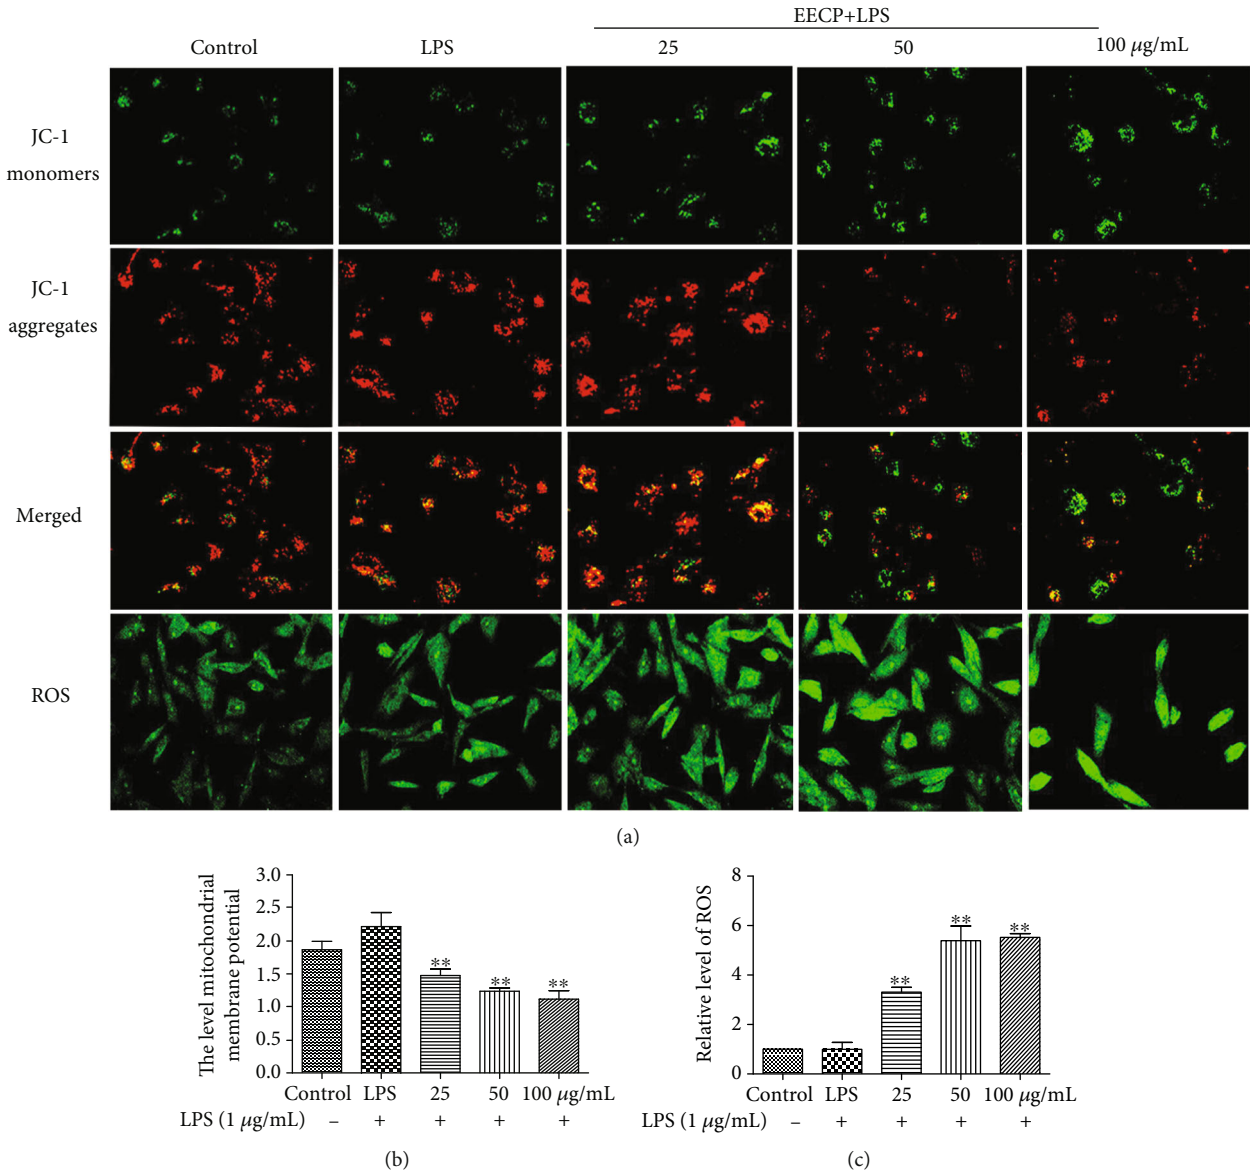 EECP+LPS
Control LPS 25 50 100 μg/mL
JC-1
monomers
JC-1
aggregates
Merged
ROS
(a)
The level mitochondrial
membrane potential
3.0
2.5
2.0
1.5
1.0
0.5
0.0
** ** **
Control LPS 25 50 100 μg/mL
LPS (1 μg/mL) – + + + +
(b)
Relative level of ROS
8
6
4
2
0
** ** **
Control LPS 25 50 100 μg/mL
LPS (1 μg/mL) – + + + +
(c)